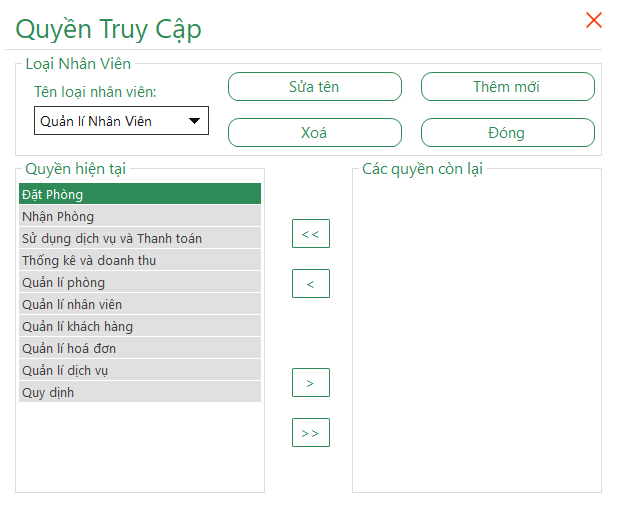 Quyền Truy Cập
Loại Nhân Viên
Tên loại nhân viên:
Quản lí Nhân Viên
Sửa tên
Thêm mới
Xoá
Đóng
Quyền hiện tại
Đặt Phòng
Nhận Phòng
Sử dụng dịch vụ và Thanh toán
Thống kê và doanh thu
Quản lí phòng
Quản lí nhân viên
Quản lí khách hàng
Quản lí hoá đơn
Quản lí dịch vụ
Quy dịnh
<<
<
>
>>
Các quyền còn lại